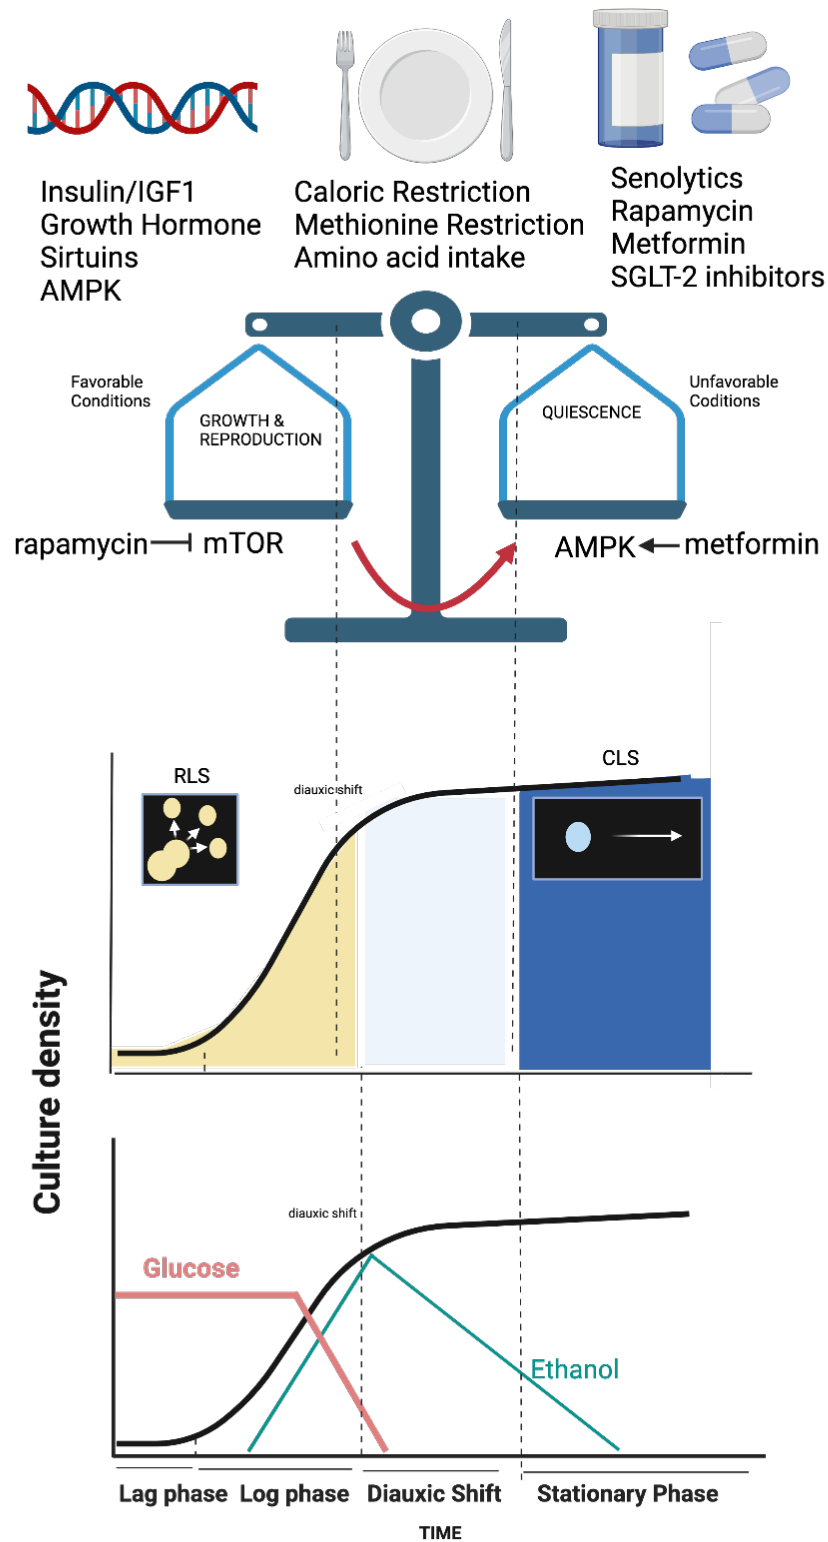 Insulin/IGF1
Growth Hormone
Sirtuins
AMPK
Caloric Restriction
Methionine Restriction
Amino acid intake
Senolytics
Rapamycin
Metformin
SGLT-2 inhibitors
Favorable
Conditions
GROWTH &
REPRODUCTION
QUIESCENCE
Unfavorable
Coditions
rapamycin
mTOR
AMPK
metformin
RLS
diauxic shift
CLS
Culture density
diauxic shift
Glucose
Ethanol
Lag phase
Log phase
Diauxic Shift
Stationary Phase
TIME